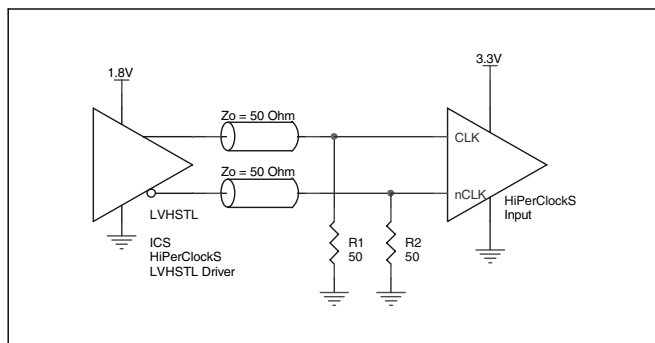 1.8V
3.3V
Zo = 50 Ohm
CLK
Zo = 50 Ohm
nCLK
LVHSTL
HiPerClockS
Input
ICS
HiPerClockS
LVHSTL Driver
R1
50
R2
50